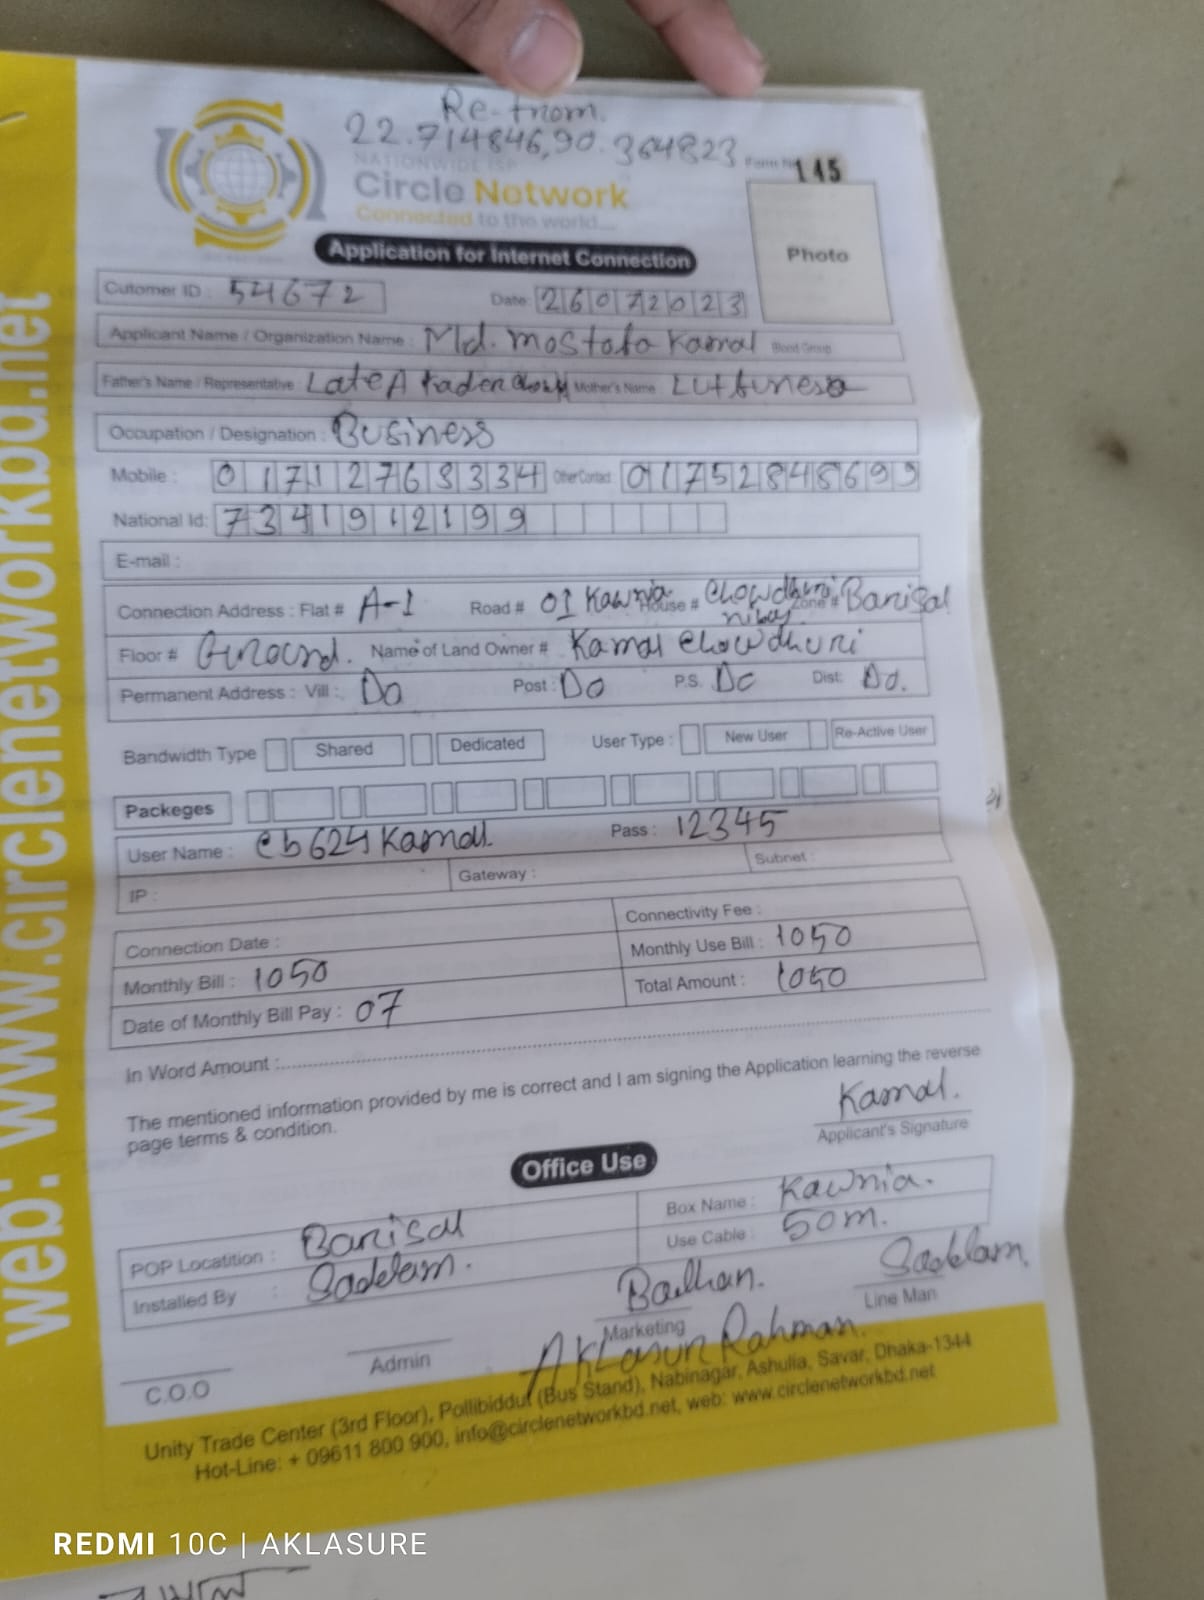 Re-from.
22.714846,90.364823
NATIONWIDE ISP
Form No 145
Circle Network
Connected to the world....
Photo
Application for Internet Connection
Cutomer ID : 54672 Date: 26072023
Applicant Name / Organization Name : Md. Mostofa Kamal Blood Group
Father's Name / Representative : Late A Kader Mother's Name : Lutfunesa
Occupation / Designation : Business
Mobile : 01712768334 Other Contact 01752848699
National Id: 7341912199
E-mail :
Connection Address : Flat # A-1 Road # 01 Kawnia House # Chowdhuri Zone # Barisal
Floor # Ground. Name of Land Owner # Kamal Chowdhuri
Permanent Address : Vill : Do Post : Do P.S. Do Dist: Do.
Bandwidth Type Shared Dedicated User Type : New User Re-Active User
Packeges
User Name : cb624Kamal Pass : 12345
IP : Gateway : Subnet :
Connection Date : Connectivity Fee :
Monthly Bill : 1050 Monthly Use Bill : 1050
Date of Monthly Bill Pay : 07 Total Amount : 1050
In Word Amount :
The mentioned information provided by me is correct and I am signing the Application learning the reverse
page terms & condition.
Kamal.
Applicant's Signature
Office Use
POP Locatition : Barisal Box Name : Kawnia.
Installed By : Saddam. Use Cable : 50m.
Saddam.
C.O.O Admin Marketing Line Man
Aklasur Rahman.
Unity Trade Center (3rd Floor), Pollibiddut (Bus Stand), Nabinagar, Ashulia, Savar, Dhaka-1344
Hot-Line: + 09611 800 900, info@circlenetworkbd.net, web: www.circlenetworkbd.net
web: www.circlenetworkbd.net
REDMI 10C | AKLASURE